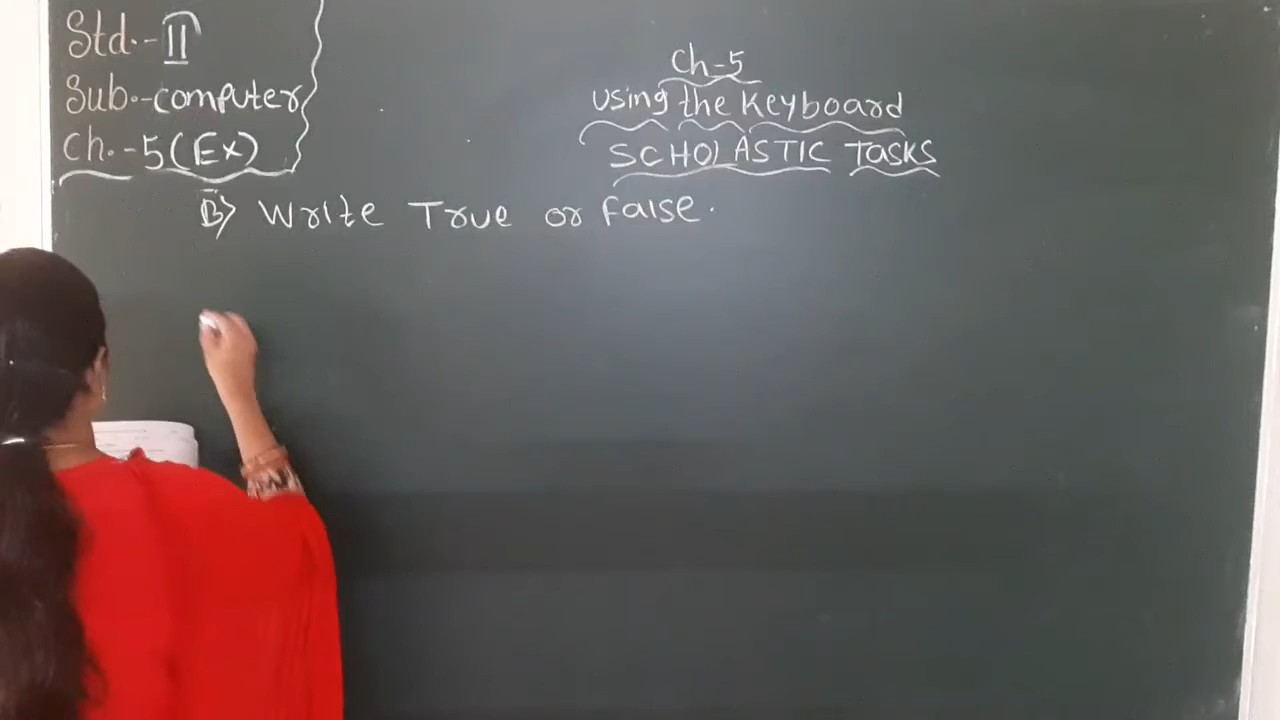 Std.-II
Sub.-computer
Ch.-5(Ex)
Ch-5
using the Keyboard
SCHOLASTIC TASKS
B) Write True or False.